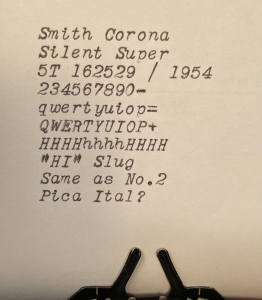 Smith Corona
Silent Super
5T 162529 / 1954
234567890-
qwertyuiop=
QWERTYUIOP+
HHHHhhhhHHHH
"HI" Slug
Same as No.2
Pica Ital?